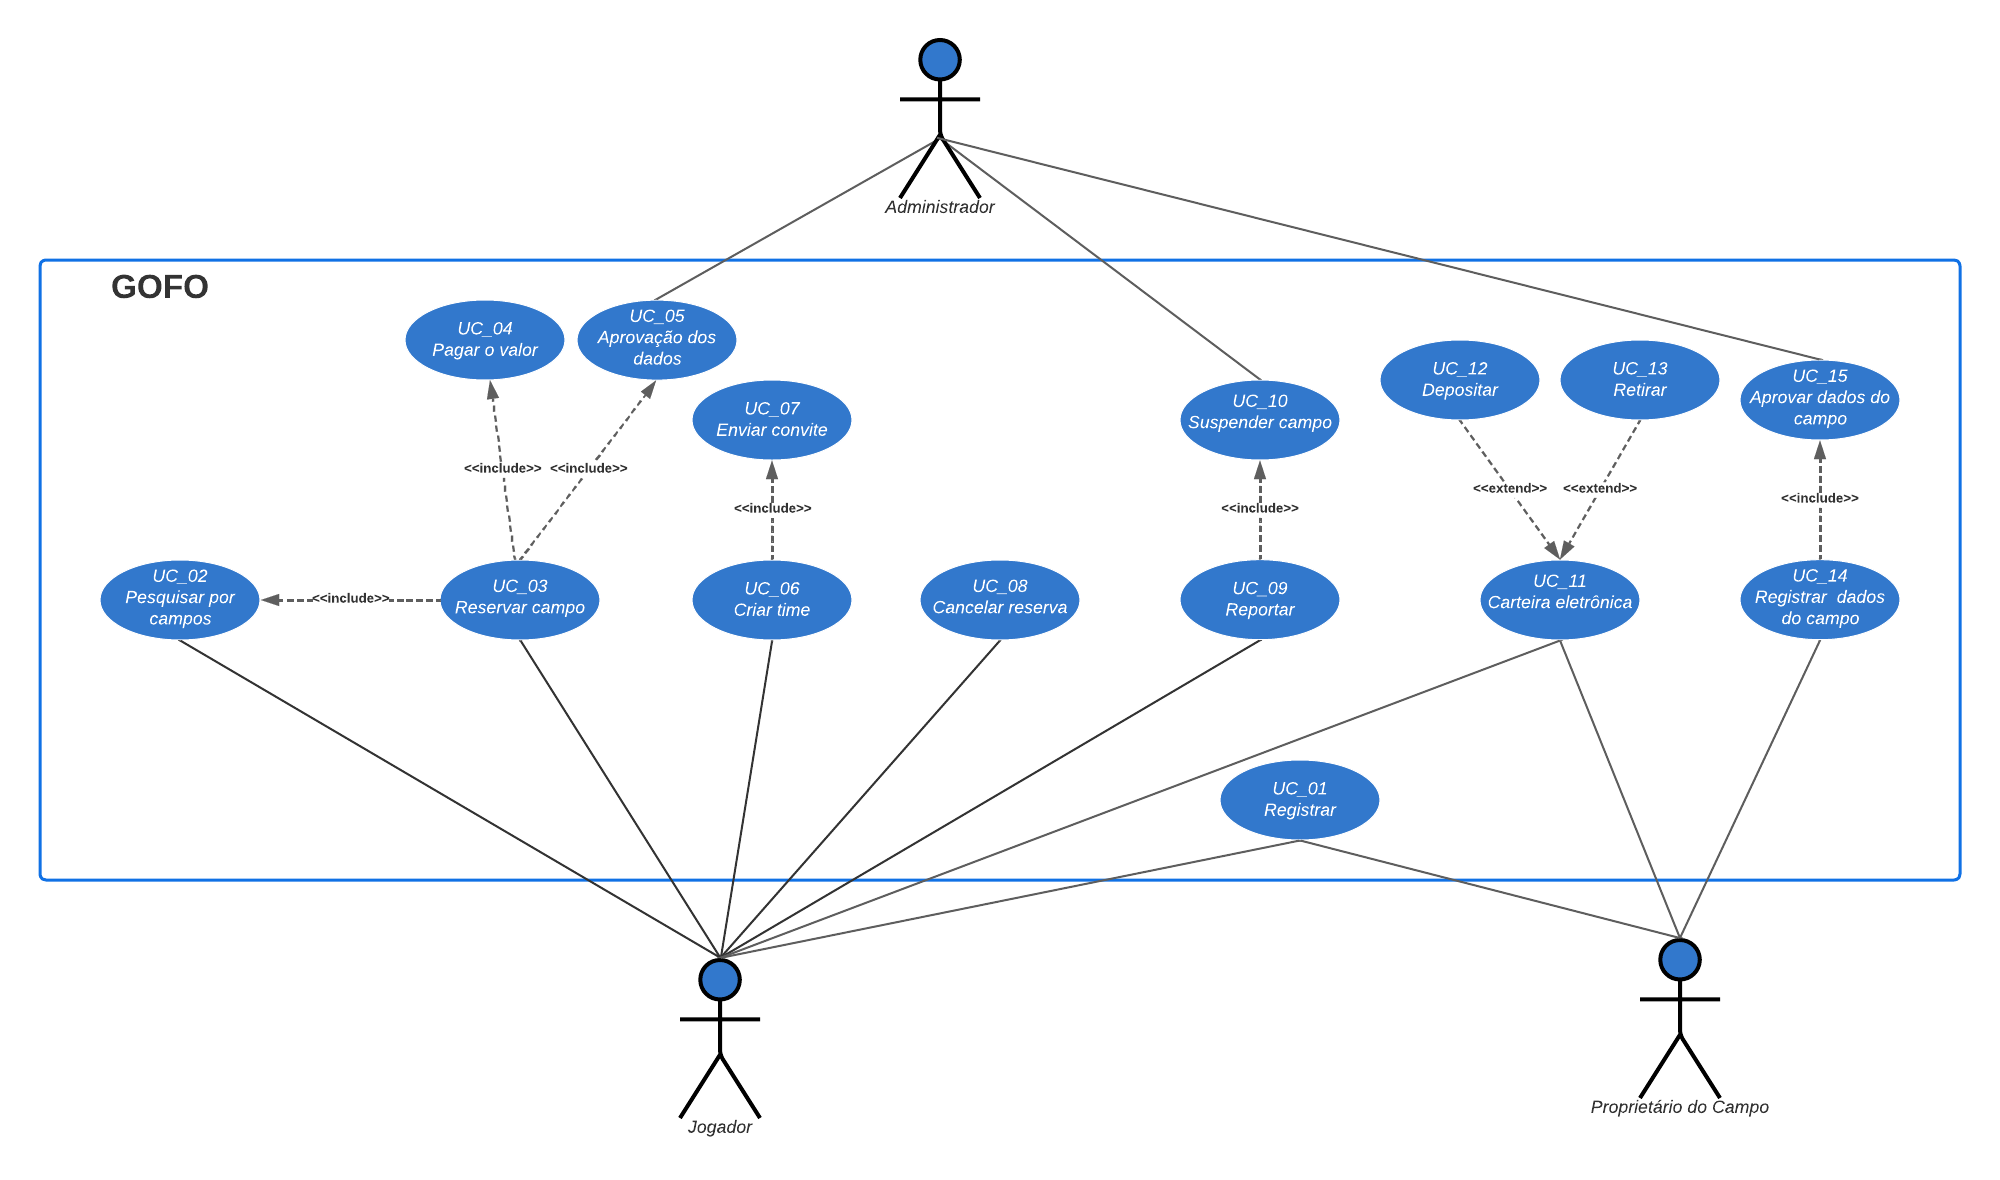 Administrador
GOFO
UC_04
Pagar o valor
UC_05
Aprovação dos
dados
UC_07
Enviar convite
UC_10
Suspender campo
UC_12
Depositar
UC_13
Retirar
UC_15
Aprovar dados do
campo
<<include>>
<<include>>
<<include>>
<<include>>
<<extend>>
<<extend>>
<<include>>
UC_02
Pesquisar por
campos
<<include>>
UC_03
Reservar campo
UC_06
Criar time
UC_08
Cancelar reserva
UC_09
Reportar
UC_11
Carteira eletrônica
UC_14
Registrar  dados
do campo
UC_01
Registrar
Jogador
Proprietário do Campo